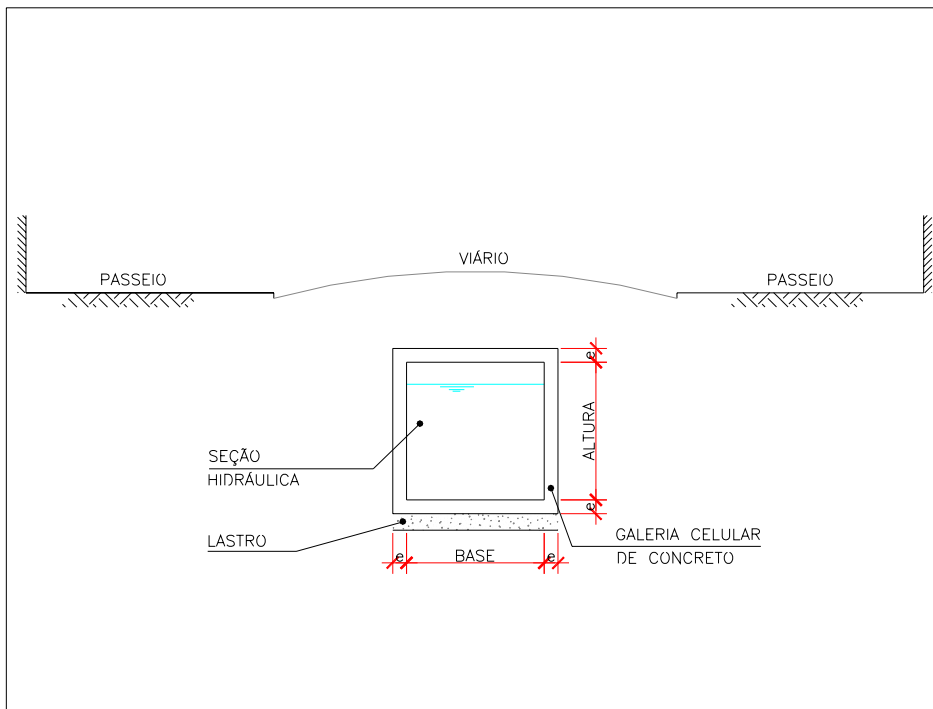 VIÁRIO
PASSEIO
PASSEIO
e
ALTURA
e
SEÇÃO
HIDRÁULICA
LASTRO
GALERIA CELULAR
DE CONCRETO
e
BASE
e